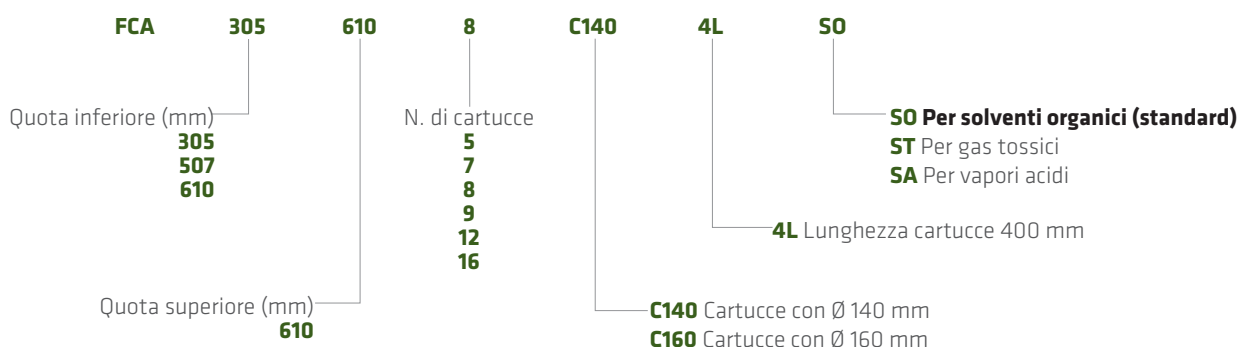 FCA 305 610 8 C140 4L SO
Quota inferiore (mm)
305
507
610
Quota superiore (mm)
610
N. di cartucce
5
7
8
9
12
16
C140 Cartucce con Ø 140 mm
C160 Cartucce con Ø 160 mm
4L Lunghezza cartucce 400 mm
SO Per solventi organici (standard)
ST Per gas tossici
SA Per vapori acidi